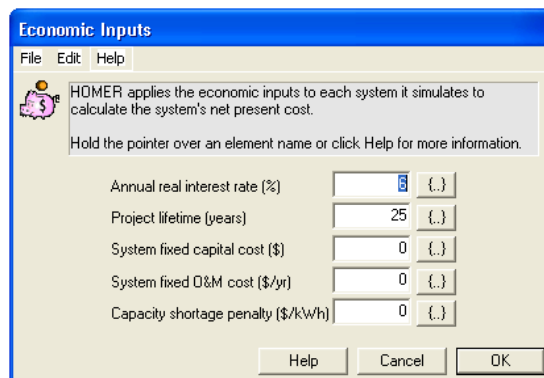 Economic Inputs
File Edit Help
HOMER applies the economic inputs to each system it simulates to
calculate the system's net present cost.
Hold the pointer over an element name or click Help for more information.
Annual real interest rate (%) 6 {..}
Project lifetime (years) 25 {..}
System fixed capital cost ($) 0 {..}
System fixed O&M cost ($/yr) 0 {..}
Capacity shortage penalty ($/kWh) 0 {..}
Help Cancel OK